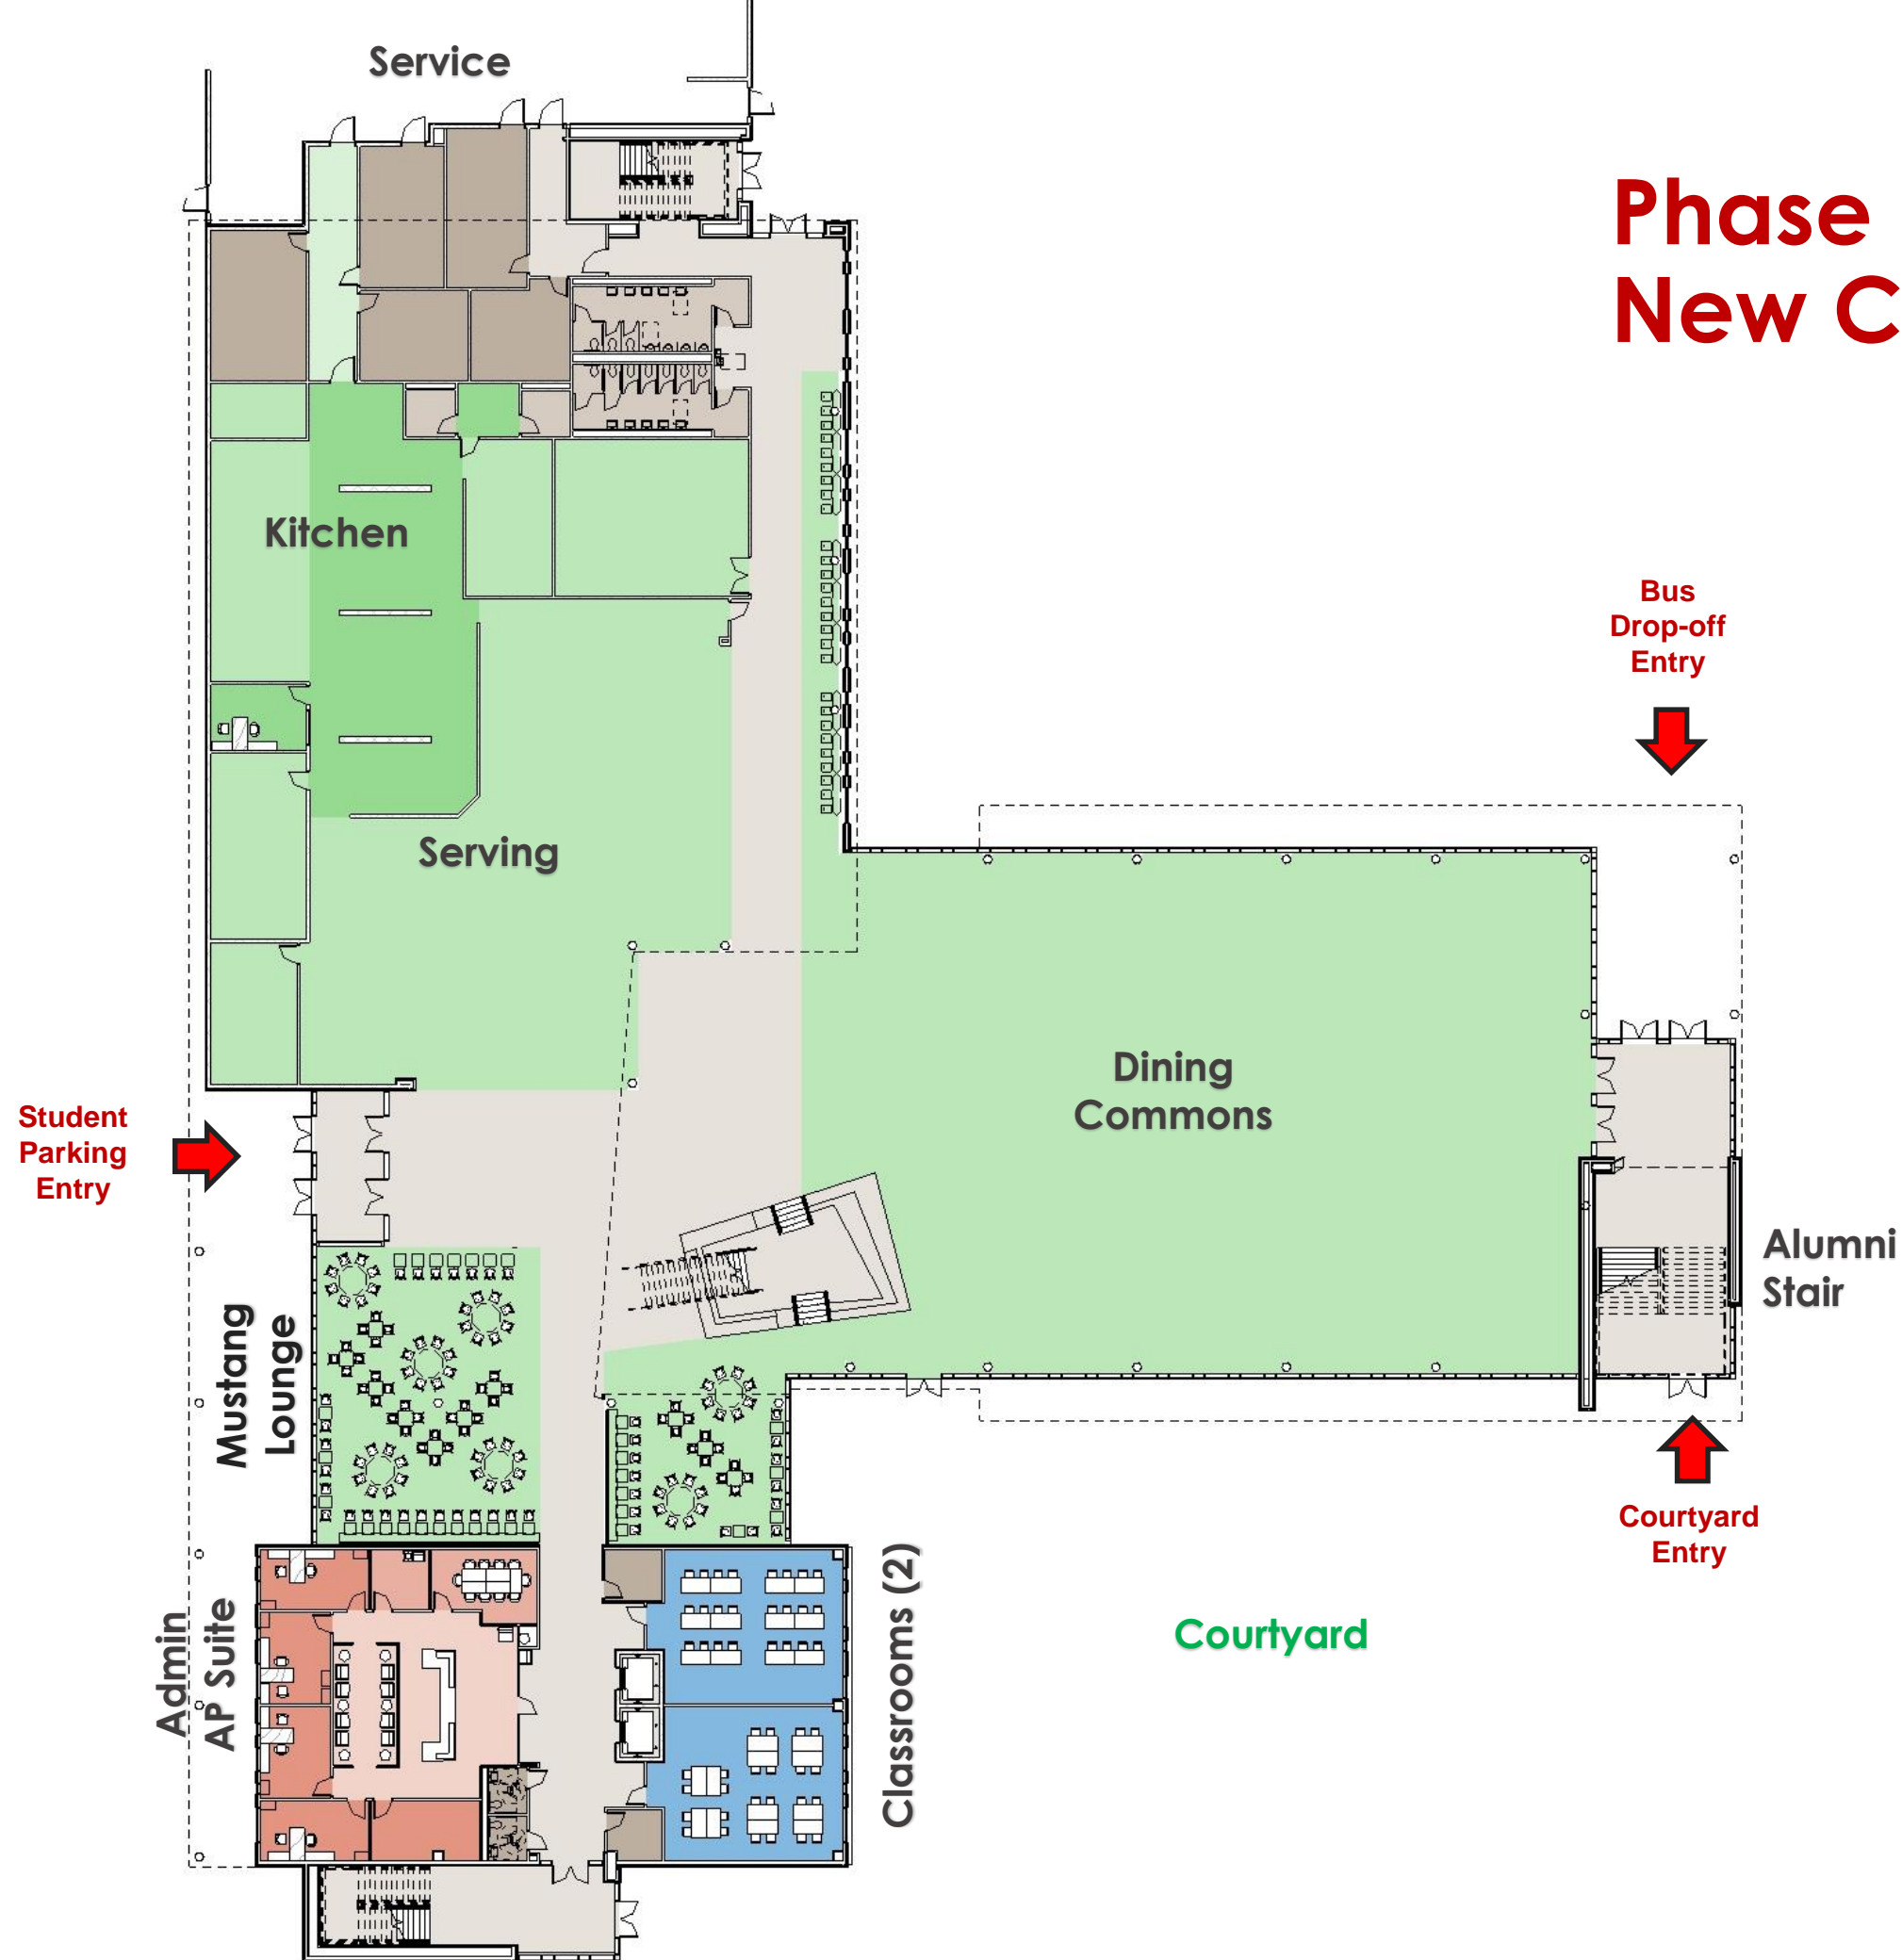 Service
Phase
New C
Kitchen
Bus
Drop-off
Entry
Serving
Dining
Commons
Student
Parking
Entry
Alumni
Stair
Mustang
Lounge
Courtyard
Entry
Admin
AP Suite
Classrooms (2)
Courtyard